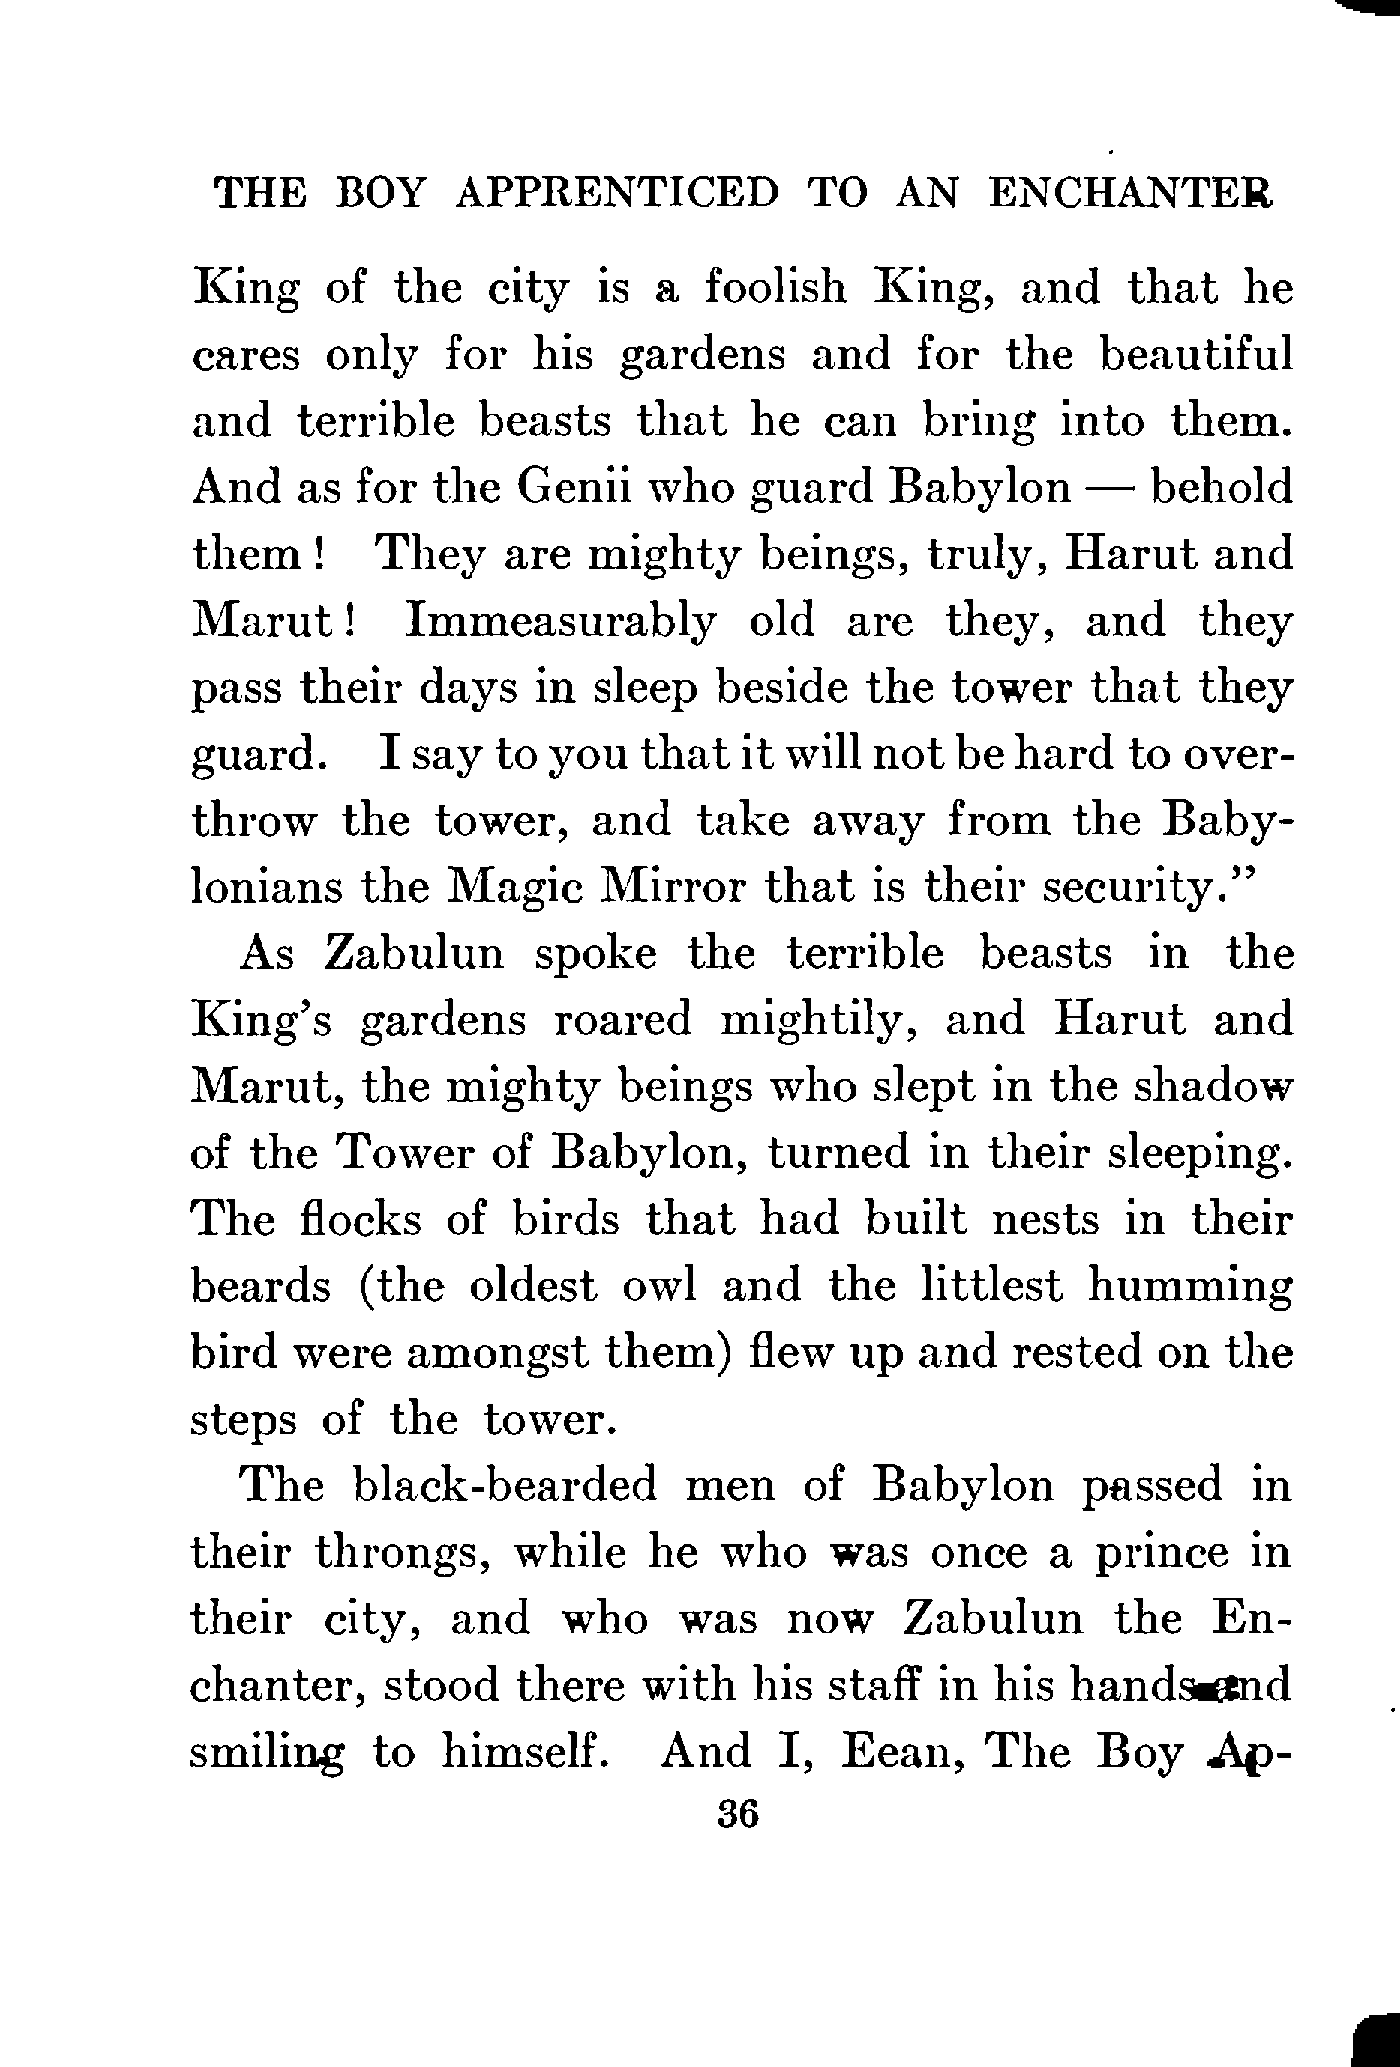 THE BOY APPRENTICED TO AN ENCHANTER
King of the city is a foolish King, and that he
cares only for his gardens and for the beautiful
and terrible beasts that he can bring into them.
And as for the Genii who guard Babylon — behold
them! They are mighty beings, truly, Harut and
Marut! Immeasurably old are they, and they
pass their days in sleep beside the tower that they
guard. I say to you that it will not be hard to over-
throw the tower, and take away from the Baby-
lonians the Magic Mirror that is their security.”
As Zabulun spoke the terrible beasts in the
King’s gardens roared mightily, and Harut and
Marut, the mighty beings who slept in the shadow
of the Tower of Babylon, turned in their sleeping.
The flocks of birds that had built nests in their
beards (the oldest owl and the littlest humming
bird were amongst them) flew up and rested on the
steps of the tower.
The black-bearded men of Babylon passed in
their throngs, while he who was once a prince in
their city, and who was now Zabulun the En-
chanter, stood there with his staff in his hands and
smiling to himself. And I, Eean, The Boy Ap-
36